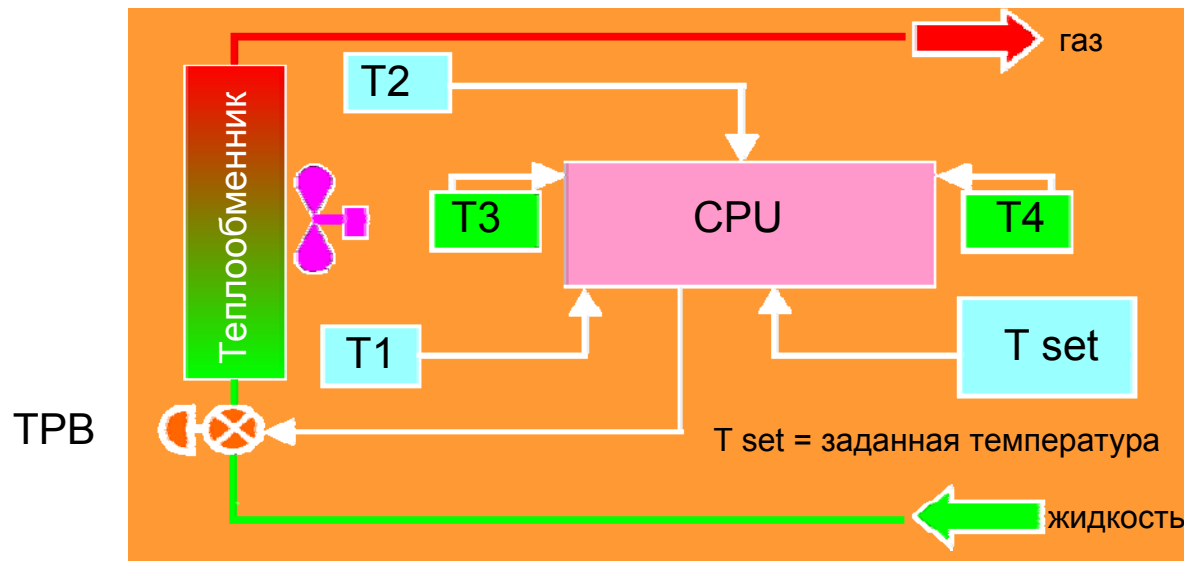 газ
T2
Теплообменник
T3
CPU
T4
T1
T set
ТРВ
T set = заданная температура
жидкость